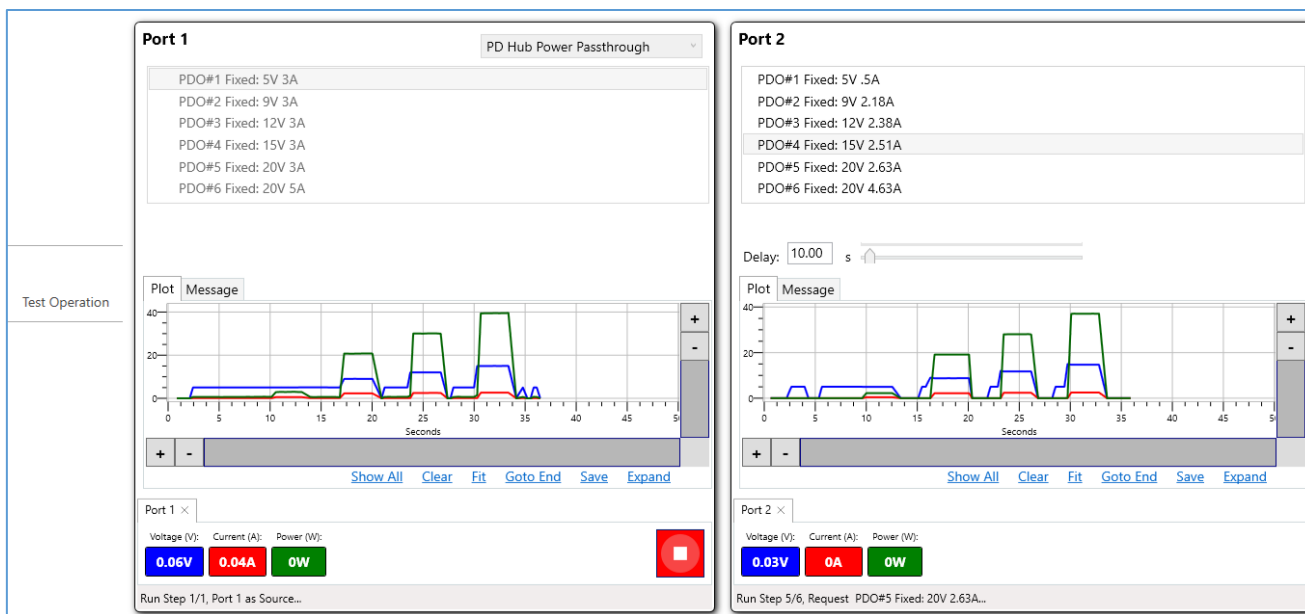 Test Operation
Port 1
PD Hub Power Passthrough
PDO#1 Fixed: 5V 3A
PDO#2 Fixed: 9V 3A
PDO#3 Fixed: 12V 3A
PDO#4 Fixed: 15V 3A
PDO#5 Fixed: 20V 3A
PDO#6 Fixed: 20V 5A
Plot Message
40
20
0
0 5 10 15 20 25 30 35 40 45 5
Seconds
+
-
+ -
Show All Clear Fit Goto End Save Expand
Port 1 ×
Voltage (V): Current (A): Power (W):
0.06V 0.04A 0W
Run Step 1/1, Port 1 as Source...
Port 2
PDO#1 Fixed: 5V .5A
PDO#2 Fixed: 9V 2.18A
PDO#3 Fixed: 12V 2.38A
PDO#4 Fixed: 15V 2.51A
PDO#5 Fixed: 20V 2.63A
PDO#6 Fixed: 20V 4.63A
Delay: 10.00 s
Plot Message
40
20
0
0 5 10 15 20 25 30 35 40 45 5
Seconds
+
-
+ -
Show All Clear Fit Goto End Save Expand
Port 2 ×
Voltage (V): Current (A): Power (W):
0.03V 0A 0W
Run Step 5/6, Request PDO#5 Fixed: 20V 2.63A...